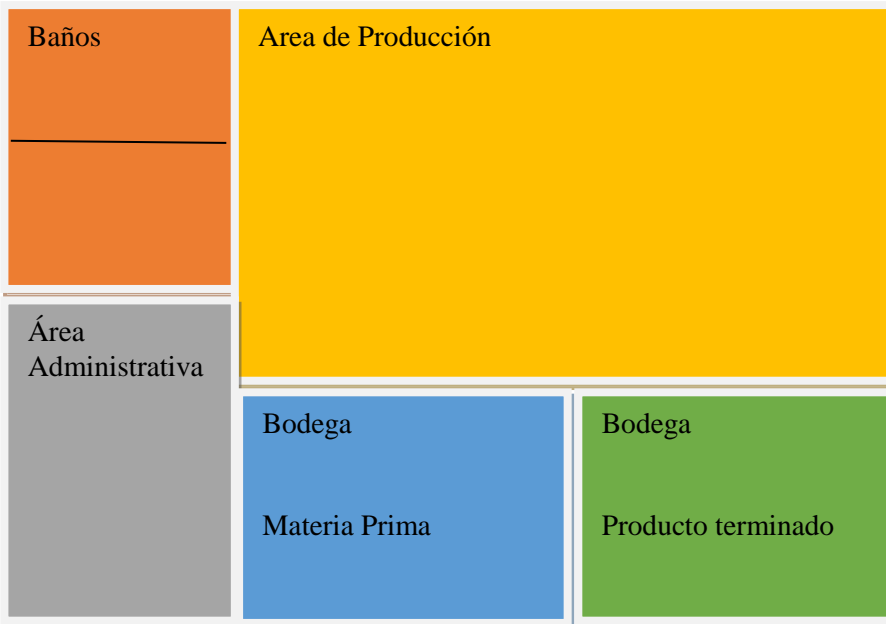 Baños
Area de Producción
Área
Administrativa
Bodega
Materia Prima
Bodega
Producto terminado